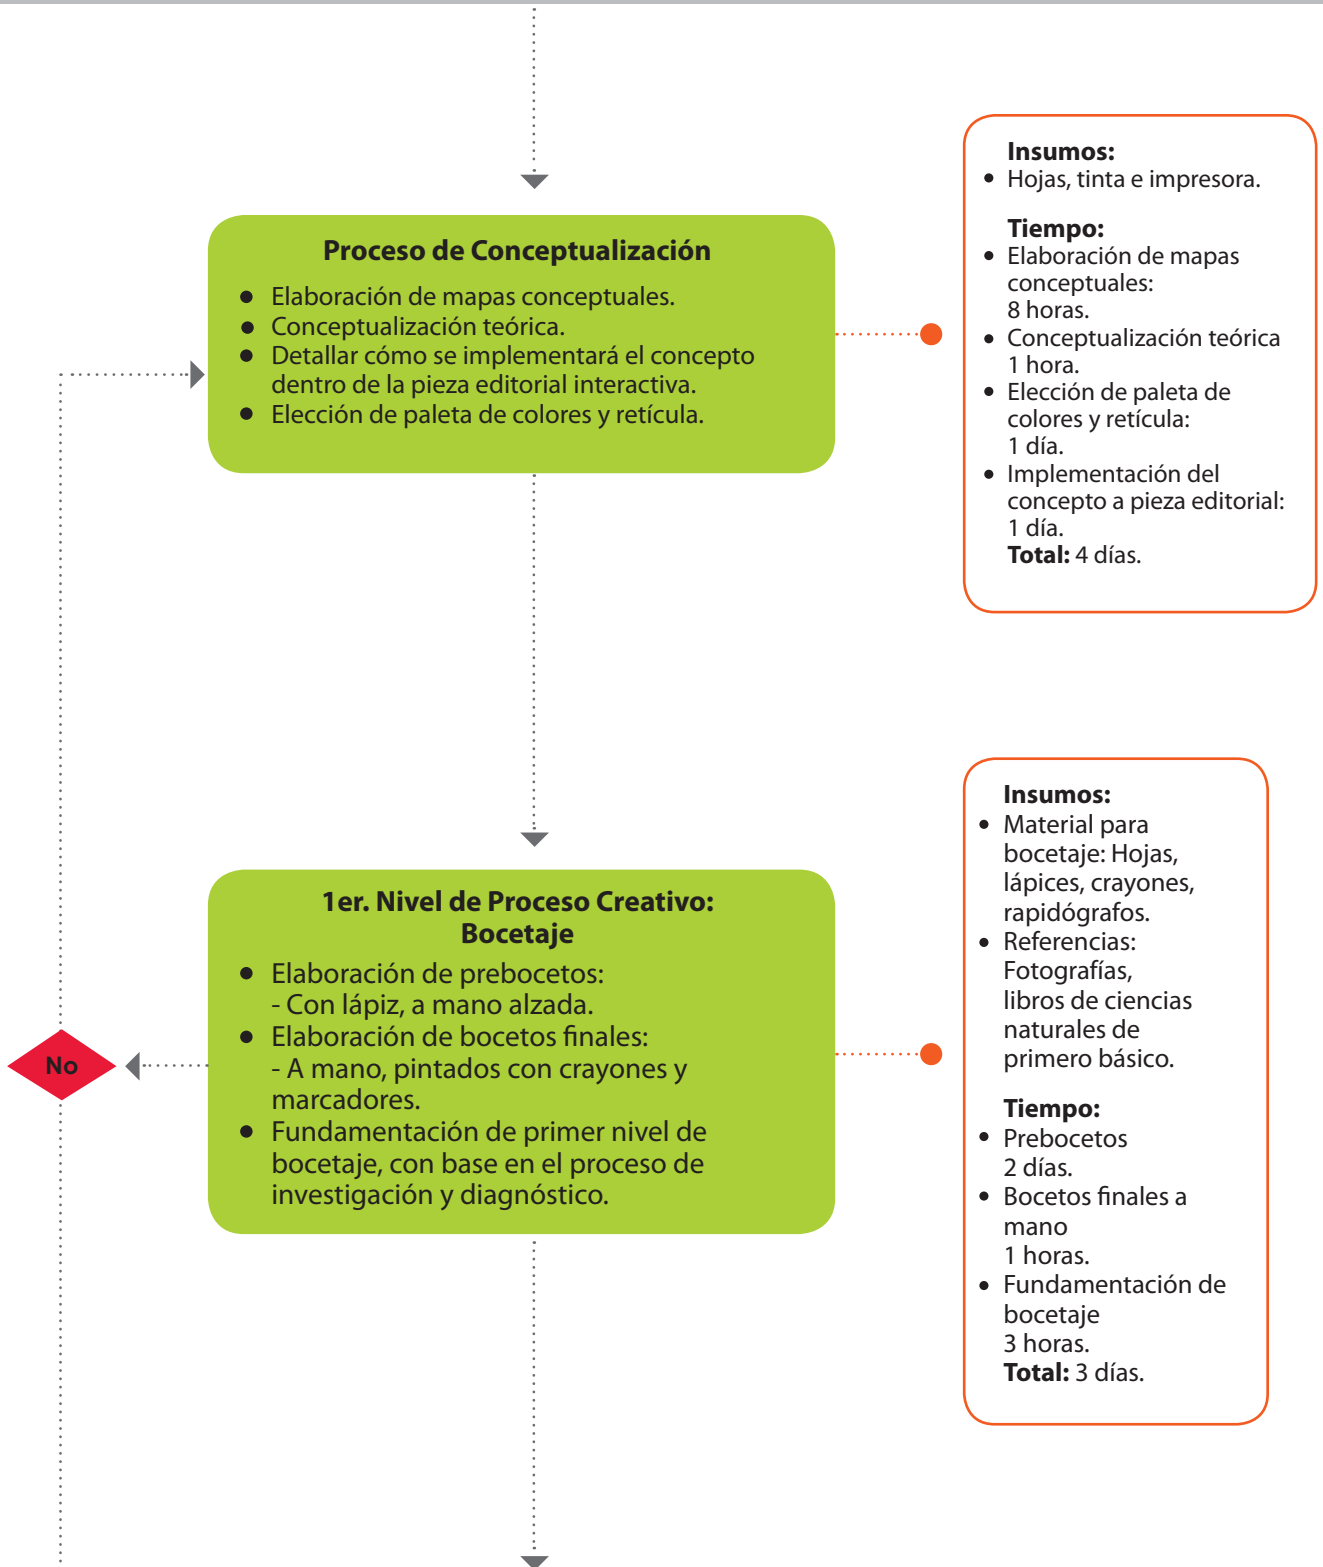 Proceso de Conceptualización
● Elaboración de mapas conceptuales.
● Conceptualización teórica.
● Detallar cómo se implementará el concepto
dentro de la pieza editorial interactiva.
● Elección de paleta de colores y retícula.
Insumos:
● Hojas, tinta e impresora.
Tiempo:
● Elaboración de mapas
conceptuales:
8 horas.
● Conceptualización teórica
1 hora.
● Elección de paleta de
colores y retícula:
1 día.
● Implementación del
concepto a pieza editorial:
1 día.
Total: 4 días.
1er. Nivel de Proceso Creativo:
Bocetaje
● Elaboración de prebocetos:
- Con lápiz, a mano alzada.
● Elaboración de bocetos finales:
- A mano, pintados con crayones y
marcadores.
● Fundamentación de primer nivel de
bocetaje, con base en el proceso de
investigación y diagnóstico.
No
Insumos:
● Material para
bocetaje: Hojas,
lápices, crayones,
rapidógrafos.
● Referencias:
Fotografías,
libros de ciencias
naturales de
primero básico.
Tiempo:
● Prebocetos
2 días.
● Bocetos finales a
mano
1 horas.
● Fundamentación de
bocetaje
3 horas.
Total: 3 días.